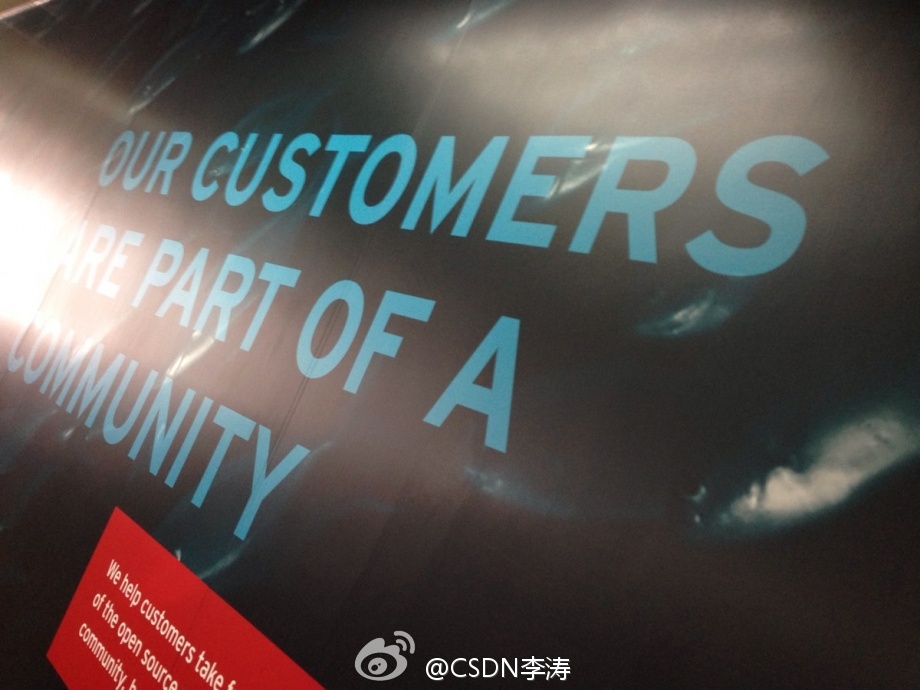 OUR CUSTOMERS
ARE PART OF A
COMMUNITY
We help customers take
of the open source
community,
@CSDN李涛